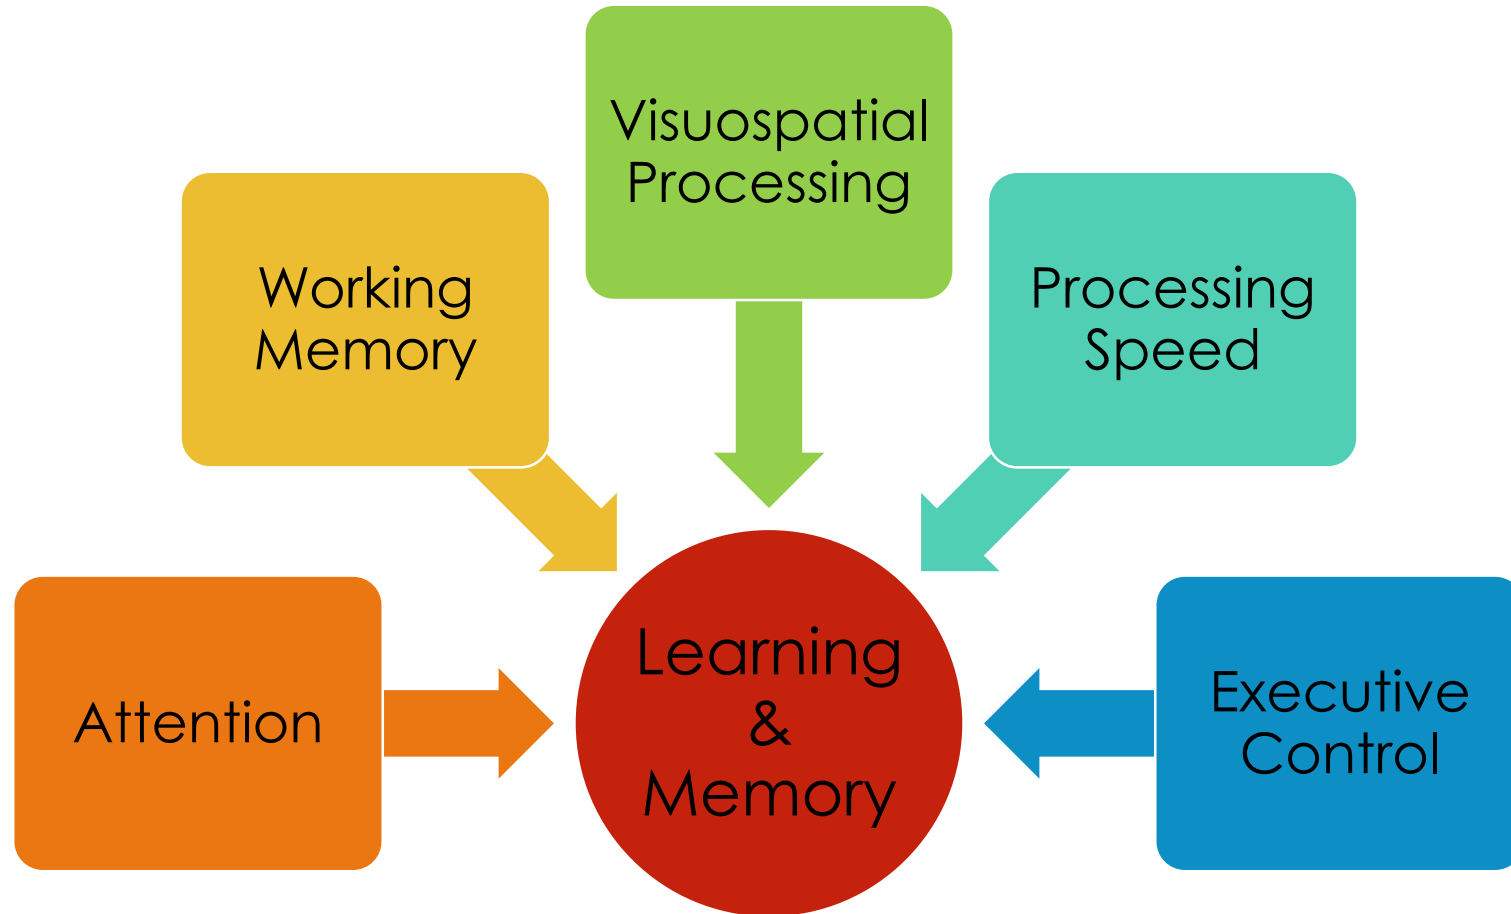 Visuospatial
Processing
Working
Memory
Processing
Speed
Attention
Learning
&
Memory
Executive
Control